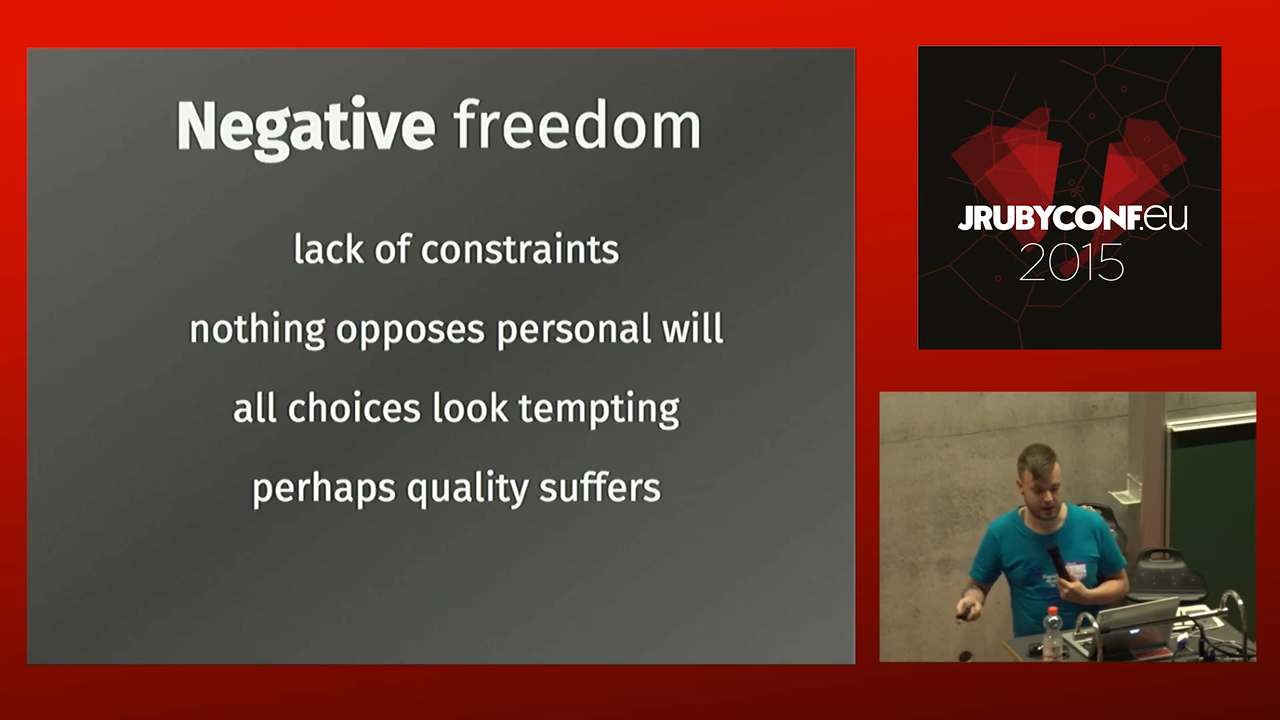 Negative freedom
lack of constraints
nothing opposes personal will
all choices look tempting
perhaps quality suffers
JRUBYCONF.eu
2015